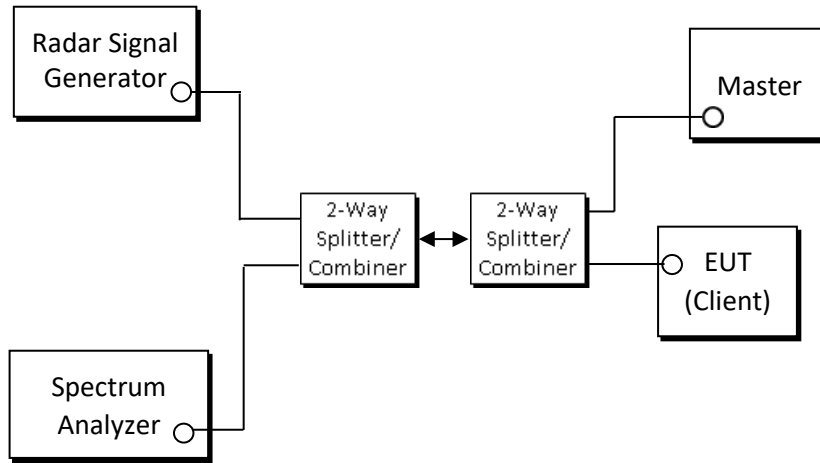 Radar Signal
Generator
Master
2-Way
Splitter/
Combiner
2-Way
Splitter/
Combiner
EUT
(Client)
Spectrum
Analyzer